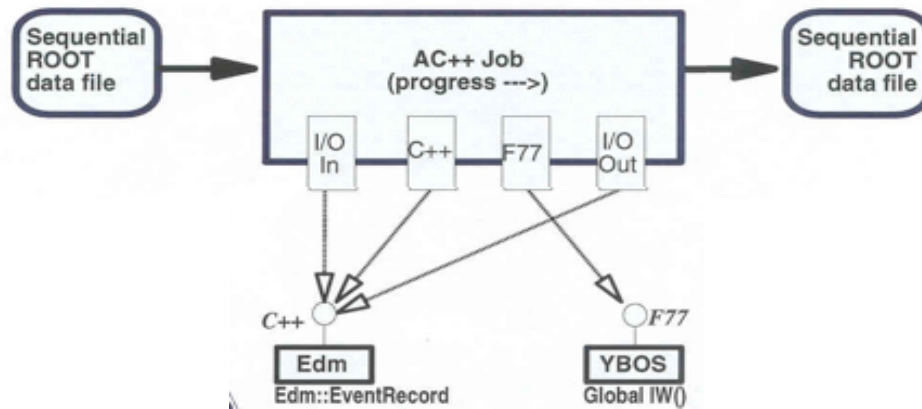 Sequential
ROOT
data file
AC++ Job
(progress --->)
Sequential
ROOT
data file
I/O
In
C++
F77
I/O
Out
C++
F77
Edm
YBOS
Edm::EventRecord
Global IW()